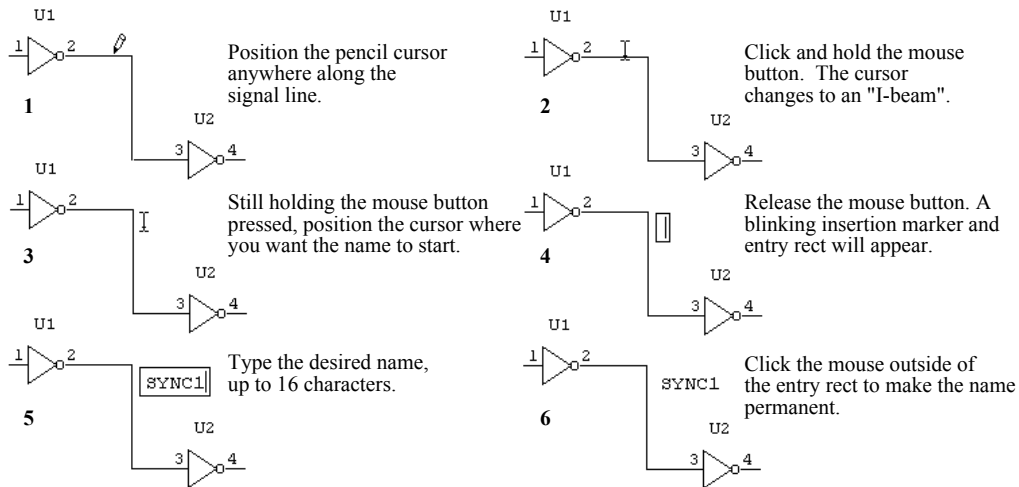 U1
1 2
Position the pencil cursor
anywhere along the
signal line.
1
U2
3 4
U1
1 2
Click and hold the mouse
button. The cursor
changes to an "I-beam".
2
U2
3 4
U1
1 2
Still holding the mouse button
pressed, position the cursor where
you want the name to start.
3
U2
3 4
U1
1 2
Release the mouse button. A
blinking insertion marker and
entry rect will appear.
4
U2
3 4
U1
1 2
SYNC1
Type the desired name,
up to 16 characters.
5
U2
3 4
U1
1 2
SYNC1
Click the mouse outside of
the entry rect to make the name
permanent.
6
U2
3 4